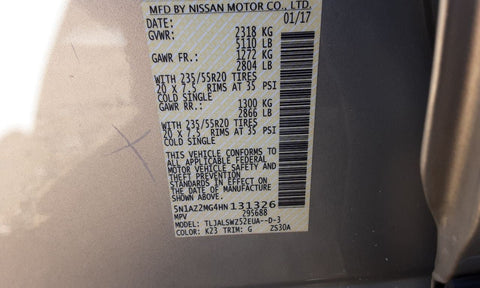 MFD BY NISSAN MOTOR CO., LTD.
DATE: 01/17
GVWR: 2318 KG
5110 LB
GAWR FR.: 1272 KG
2804 LB
WITH 235/55R20 TIRES
20 X 7.5 RIMS AT 35 PSI
COLD SINGLE
GAWR RR.: 1300 KG
2866 LB
WITH 235/55R20 TIRES
20 X 7.5 RIMS AT 35 PSI
COLD SINGLE
THIS VEHICLE CONFORMS TO
ALL APPLICABLE FEDERAL
MOTOR VEHICLE SAFETY AND
THEFT PREVENTION STANDARDS
IN EFFECT ON THE DATE OF
MANUFACTURE SHOWN ABOVE.
5N1AZ2MG4HN131326
MPV 295688
MODEL: TLJALSWZ52EUA--D-3
COLOR: K23 TRIM: G ZS30A